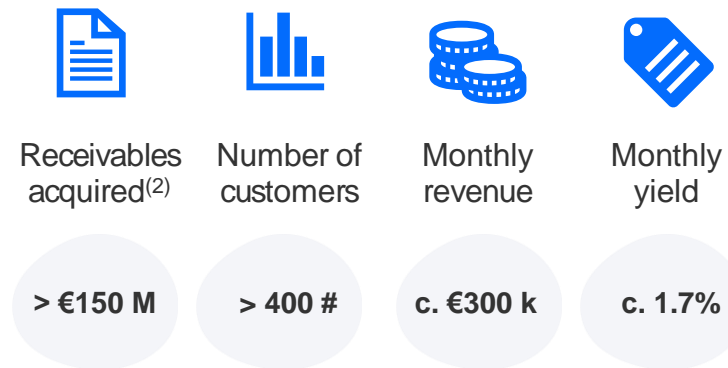 Receivables acquired(2)
Number of customers
Monthly revenue
Monthly yield
> €150 M
> 400 #
c. €300 k
c. 1.7%